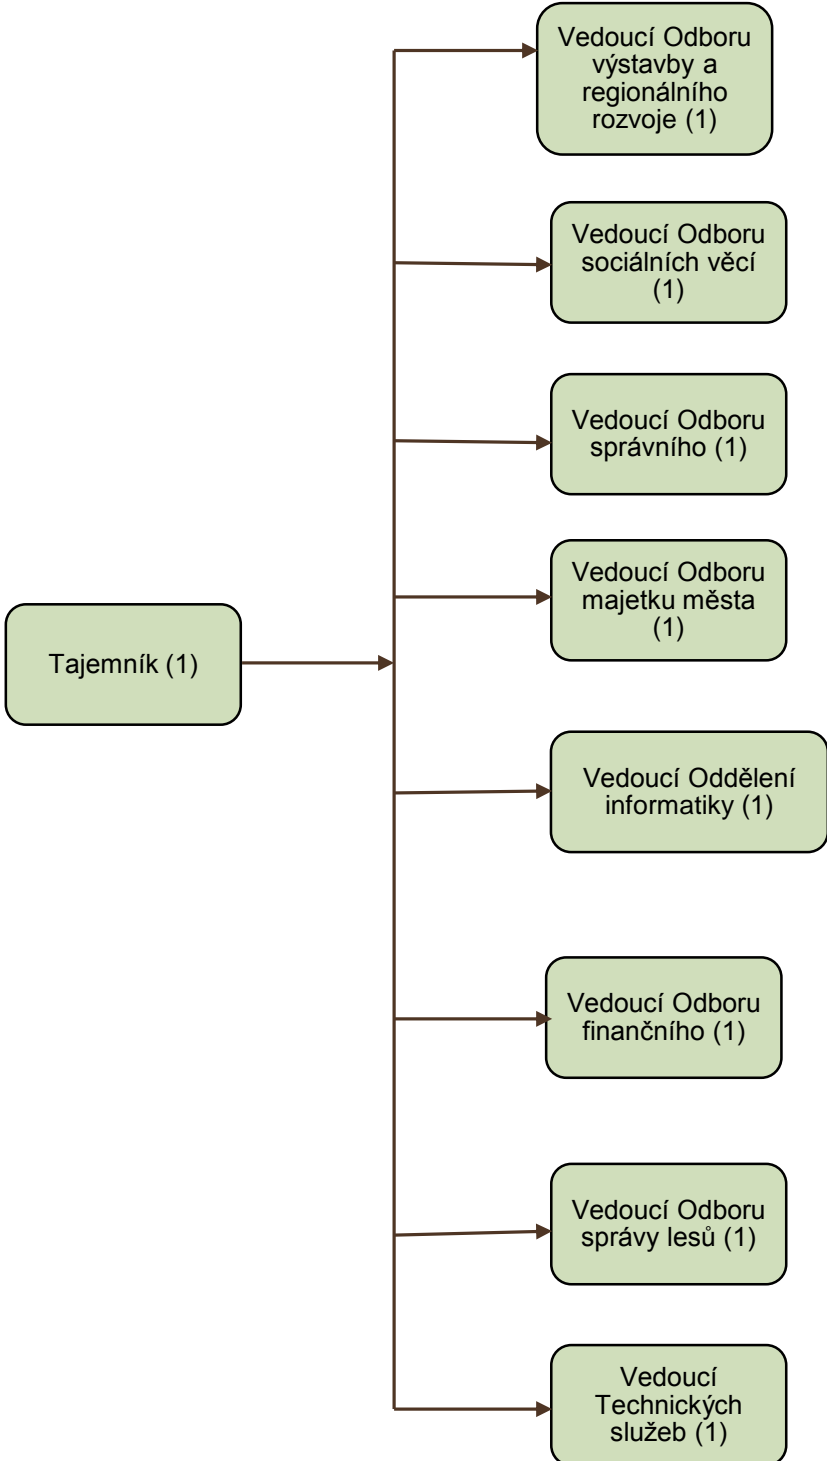 Vedoucí Odboru
výstavby a
regionálního
rozvoje (1)
Vedoucí Odboru
sociálních věcí
(1)
Vedoucí Odboru
správního (1)
Vedoucí Odboru
majetku města
(1)
Tajemník (1)
Vedoucí Oddělení
informatiky (1)
Vedoucí Odboru
finančního (1)
Vedoucí Odboru
správy lesů (1)
Vedoucí
Technických
služeb (1)